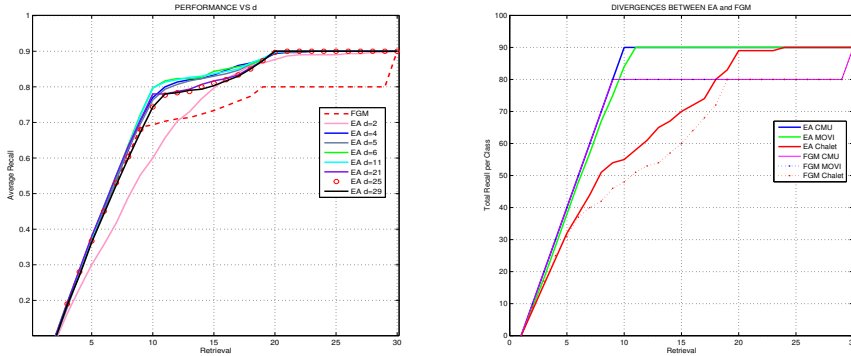 PERFORMANCE VS d
1
0.9
0.8
0.7
0.6
0.5
0.4
0.3
0.2
Average Recall
5
10
15
20
25
30
Retrieval
FGM
EA d=2
EA d=4
EA d=5
EA d=6
EA d=11
EA d=21
EA d=25
EA d=29
DIVERGENCES BETWEEN EA and FGM
100
90
80
70
60
50
40
30
20
10
0
Total Recall per Class
0
5
10
15
20
25
30
Retrieval
EA CMU
EA MOVI
EA Chalet
FGM CMU
FGM MOVI
FGM Chalet